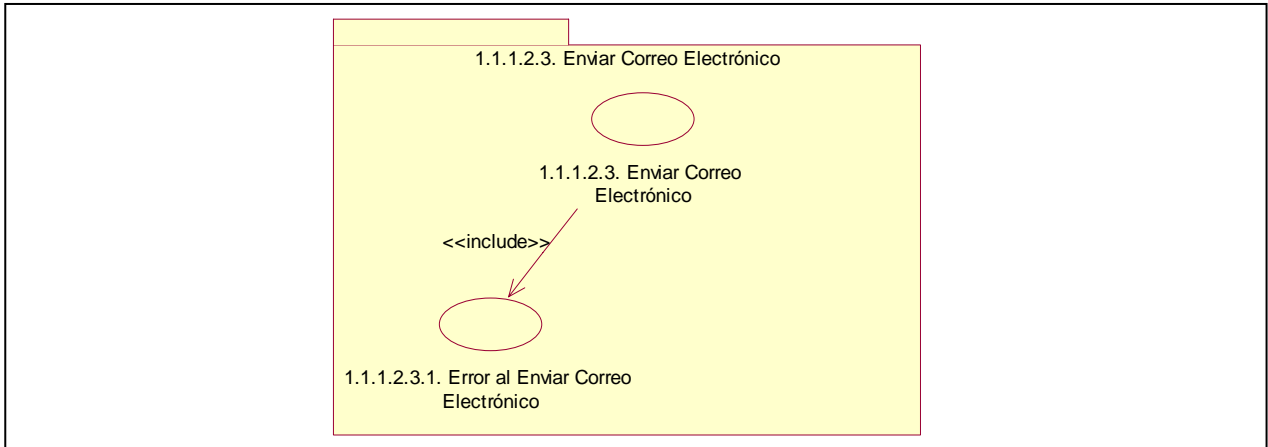 1.1.1.2.3. Enviar Correo Electrónico
1.1.1.2.3. Enviar Correo
Electrónico
<<include>>
1.1.1.2.3.1. Error al Enviar Correo
Electrónico